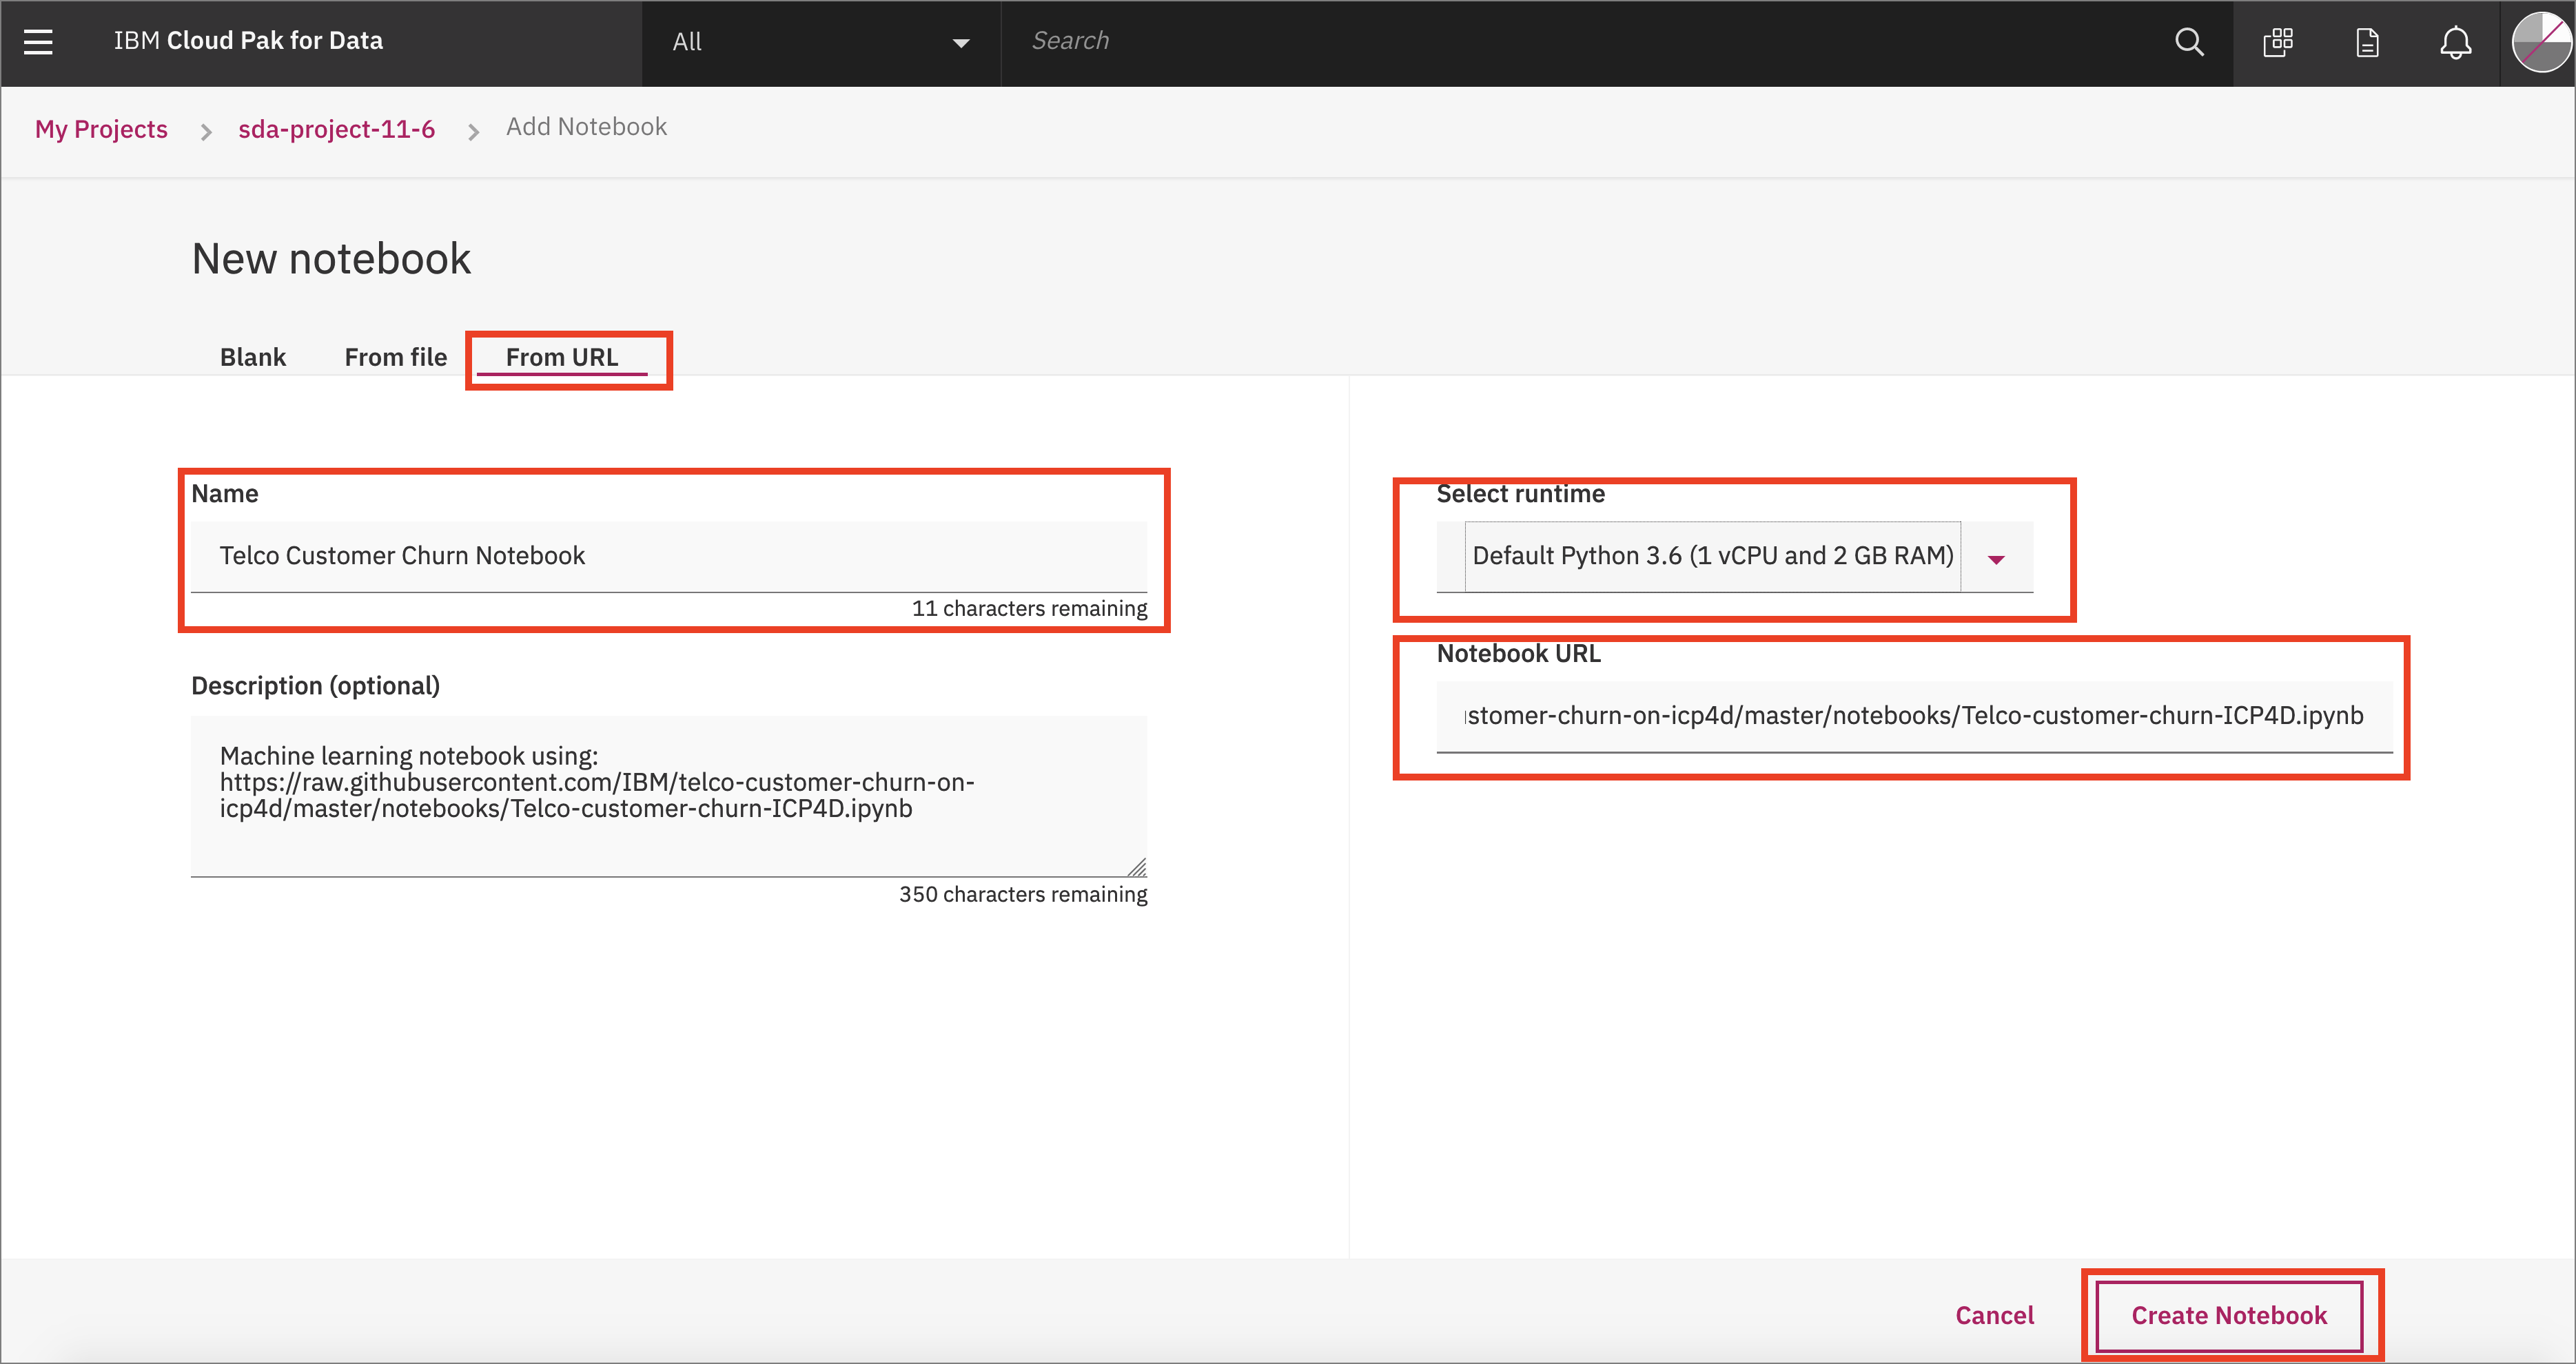 IBM Cloud Pak for Data
All
Search
My Projects
sda-project-11-6
Add Notebook
New notebook
Blank
From file
From URL
Name
Telco Customer Churn Notebook
11 characters remaining
Description (optional)
Machine learning notebook using:
https://raw.githubusercontent.com/IBM/telco-customer-churn-on-
icp4d/master/notebooks/Telco-customer-churn-ICP4D.ipynb
350 characters remaining
Select runtime
Default Python 3.6 (1 vCPU and 2 GB RAM)
Notebook URL
stomer-churn-on-icp4d/master/notebooks/Telco-customer-churn-ICP4D.ipynb
Cancel
Create Notebook